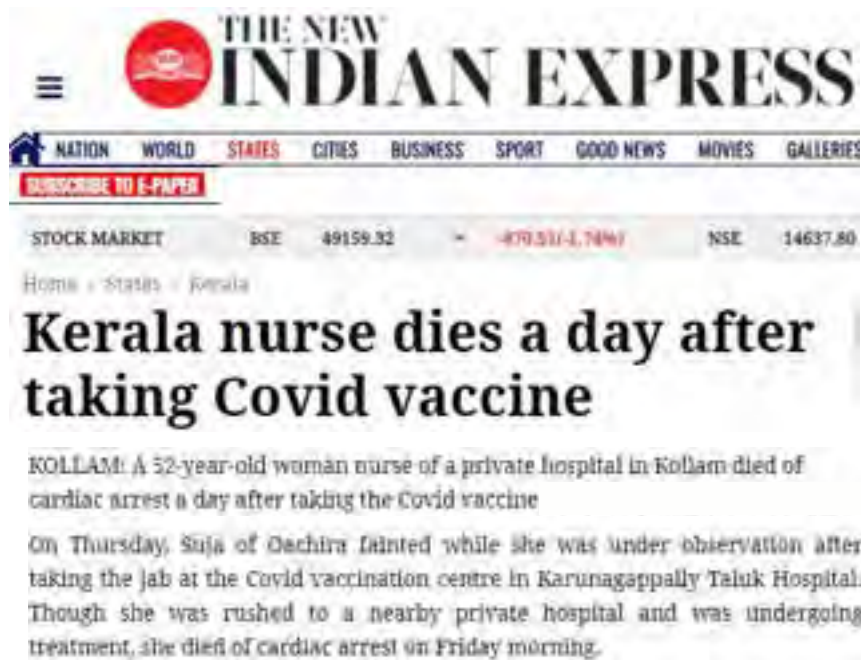 THE NEW
INDIAN EXPRESS
NATION WORLD STATES CITIES BUSINESS SPORT GOOD NEWS MOVIES GALLERIES
SUBSCRIBE TO E-PAPER
STOCK MARKET BSE 49159.32 - NSE 14637.80
Home › States › Kerala
Kerala nurse dies a day after
taking Covid vaccine
KOLLAM: A 52-year-old woman nurse of a private hospital in Kollam died of
cardiac arrest a day after taking the Covid vaccine
On Thursday, Suja of Oachira fainted while she was under observation after
taking the jab at the Covid vaccination centre in Karunagappally Taluk Hospital.
Though she was rushed to a nearby private hospital and was undergoing
treatment, she died of cardiac arrest on Friday morning.